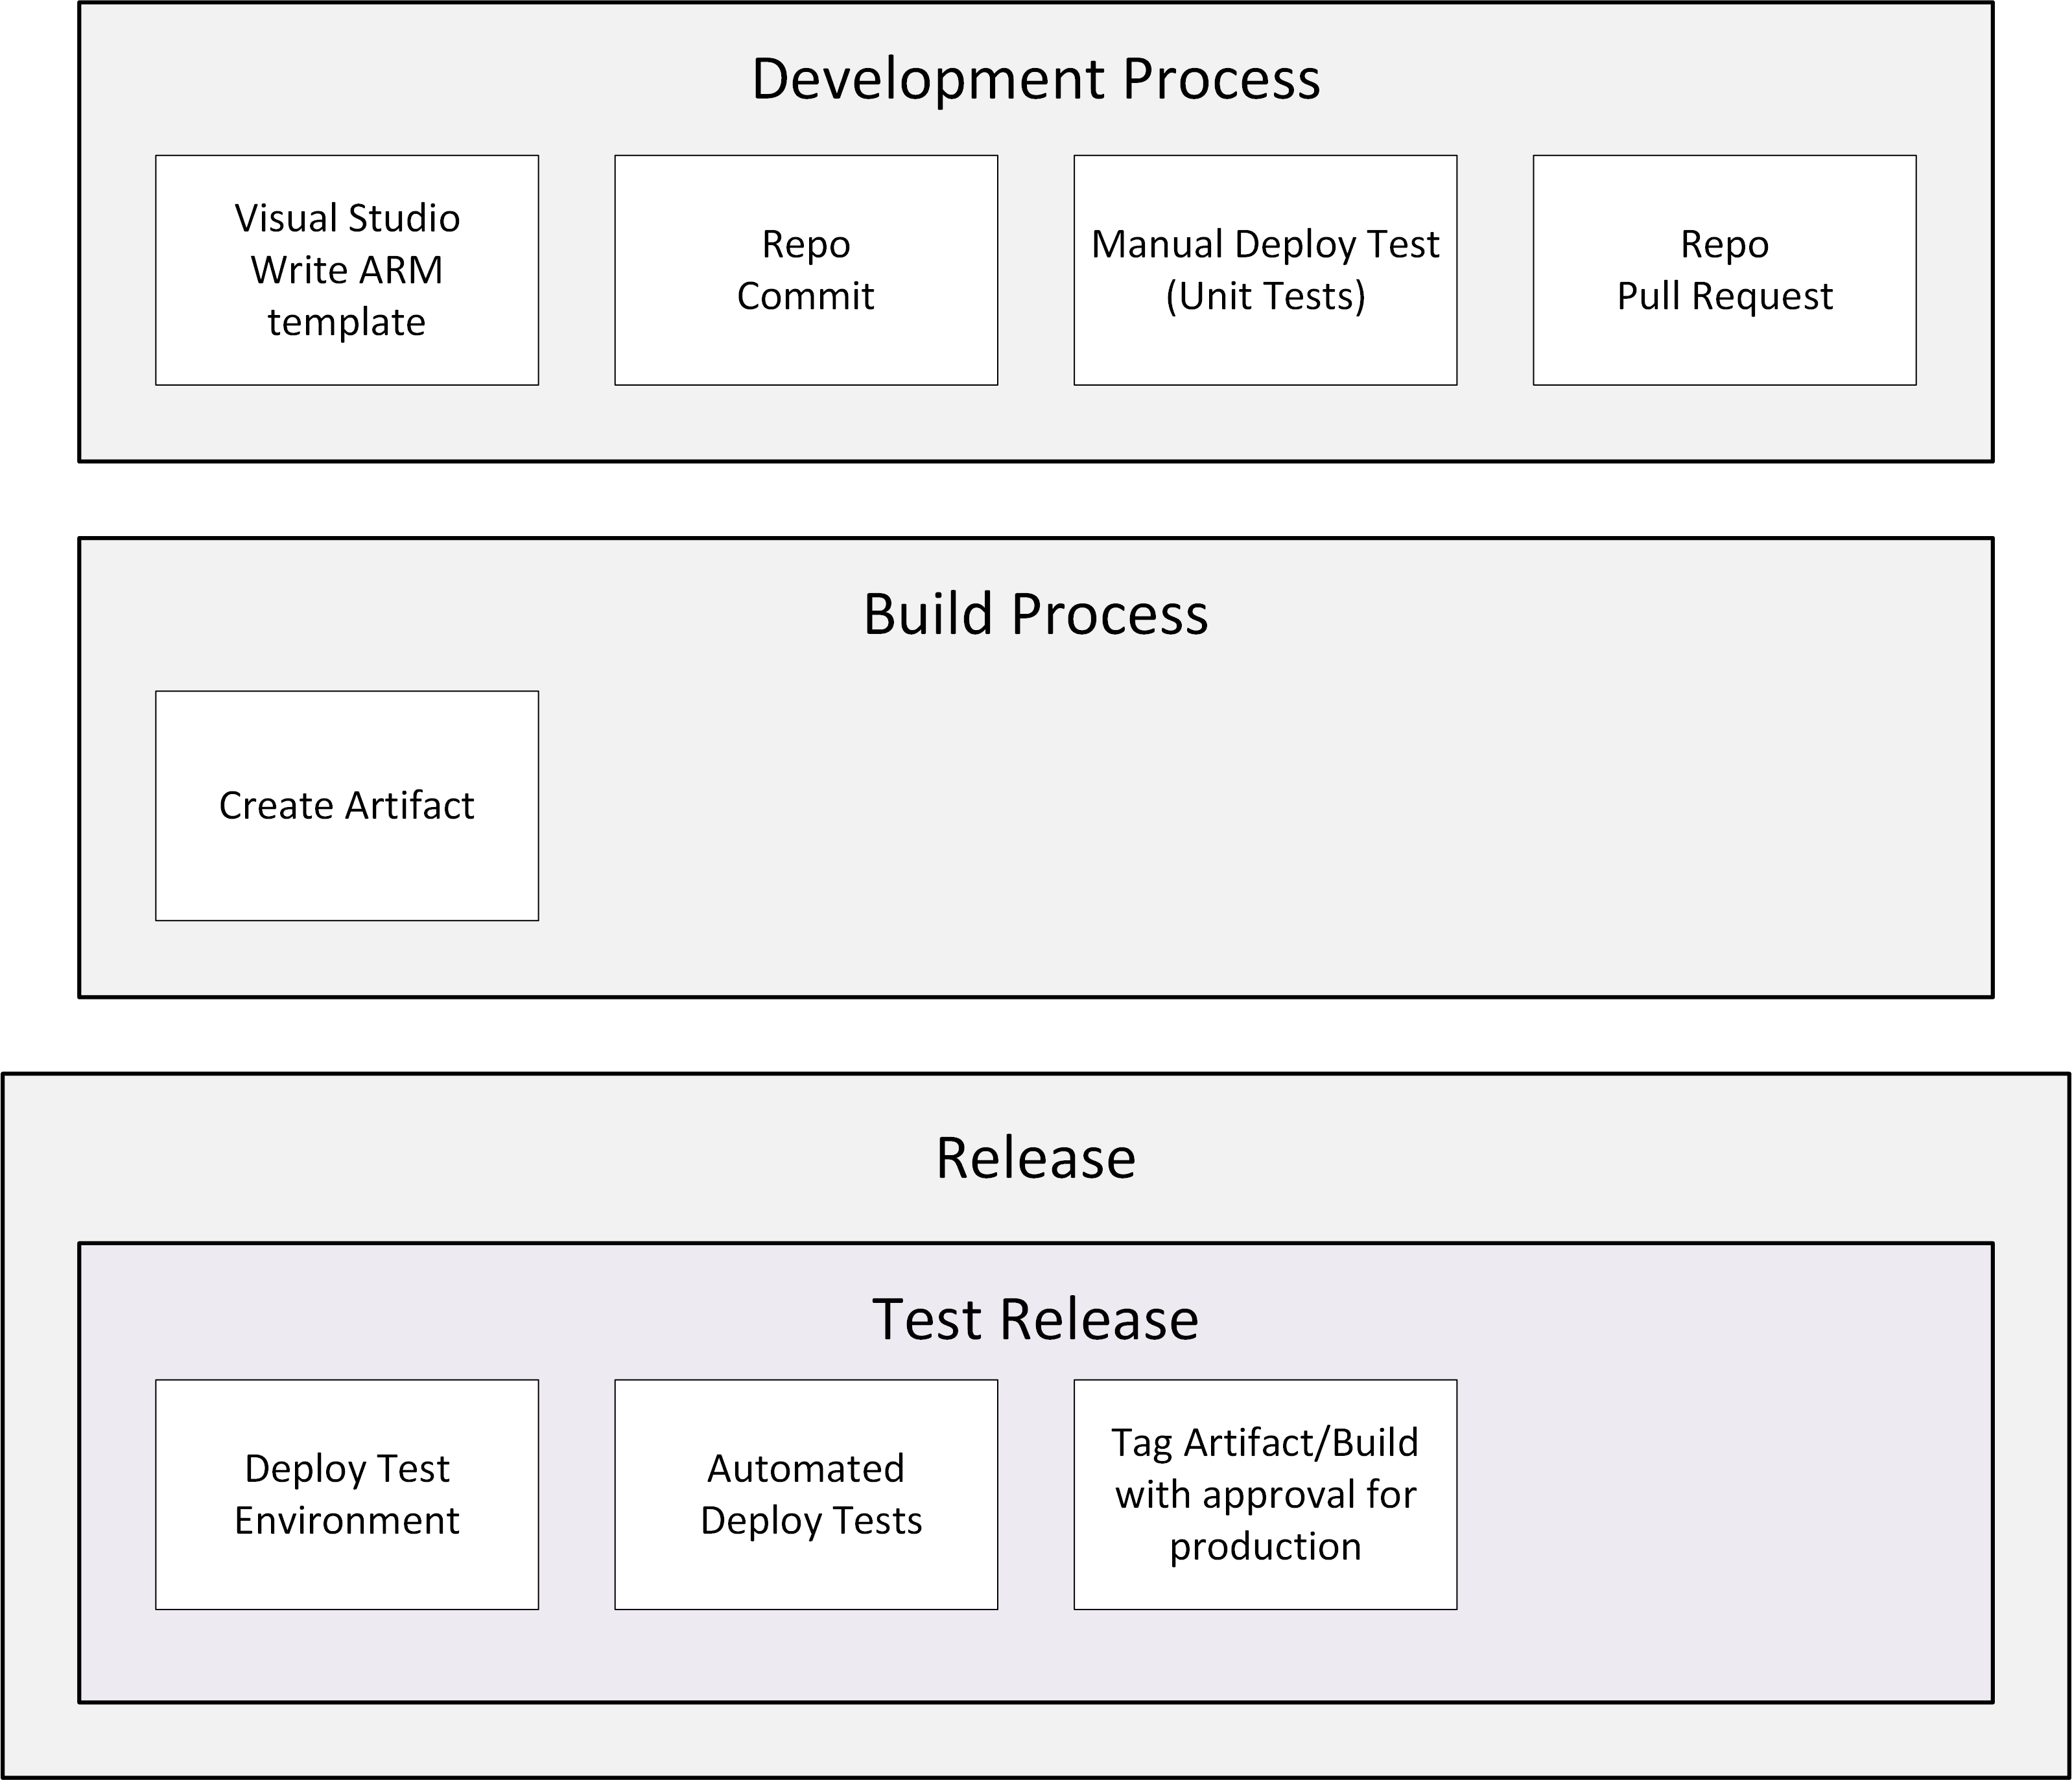 Development Process
Visual Studio
Write ARM
template
Repo
Commit
Manual Deploy Test
(Unit Tests)
Repo
Pull Request
Build Process
Create Artifact
Release
Test Release
Deploy Test
Environment
Automated
Deploy Tests
Tag Artifact/Build
with approval for
production